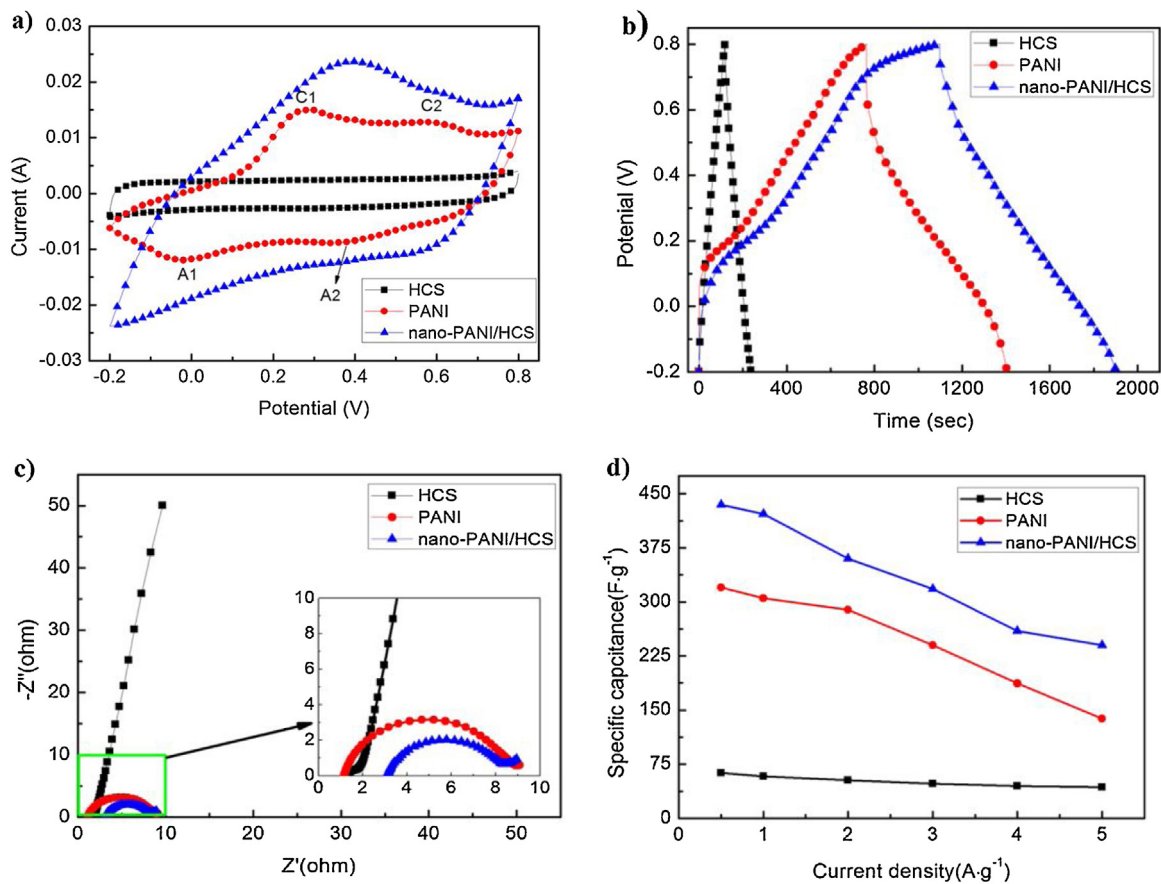 a)
0.03
0.02
0.01
0.00
-0.01
-0.02
-0.03
Current (A)
C1
C2
A1
A2
HCS
PANI
nano-PANI/HCS
-0.2
0.0
0.2
0.4
0.6
0.8
Potential (V)
b)
0.8
0.6
0.4
0.2
0.0
-0.2
Potenial (V)
HCS
PANI
nano-PANI/HCS
0
400
800
1200
1600
2000
Time (sec)
c)
50
40
30
20
10
0
-Z''(ohm)
HCS
PANI
nano-PANI/HCS
10
8
6
4
2
0
2
4
6
8
10
0
10
20
30
40
50
Z'(ohm)
d)
450
375
300
225
150
75
0
Specific capcitance(F·g⁻¹)
HCS
PANI
nano-PANI/HCS
0
1
2
3
4
5
Current density(A·g⁻¹)